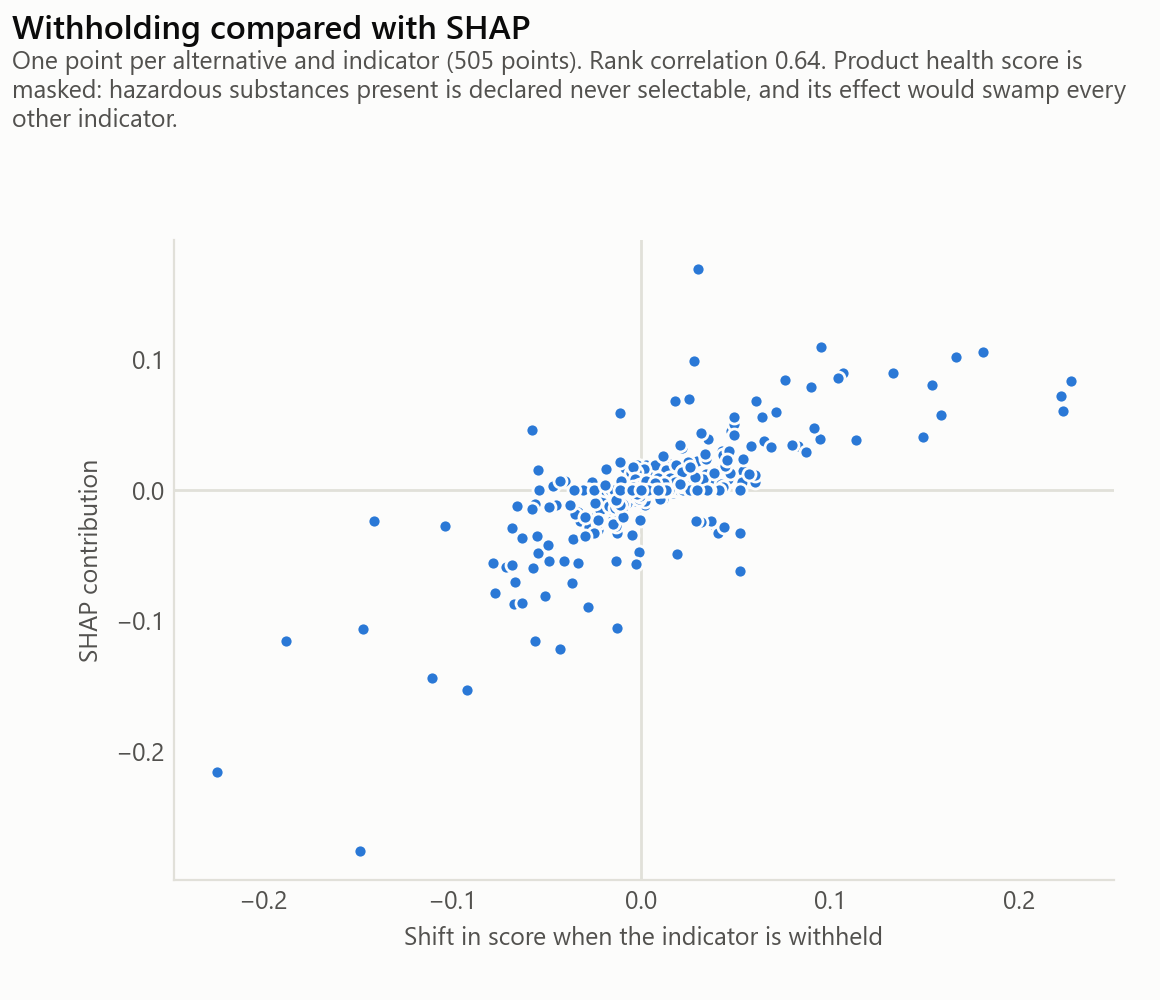 Withholding compared with SHAP
One point per alternative and indicator (505 points). Rank correlation 0.64. Product health score is
masked: hazardous substances present is declared never selectable, and its effect would swamp every
other indicator.
0.1
0.0
−0.1
−0.2
SHAP contribution
−0.2
−0.1
0.0
0.1
0.2
Shift in score when the indicator is withheld